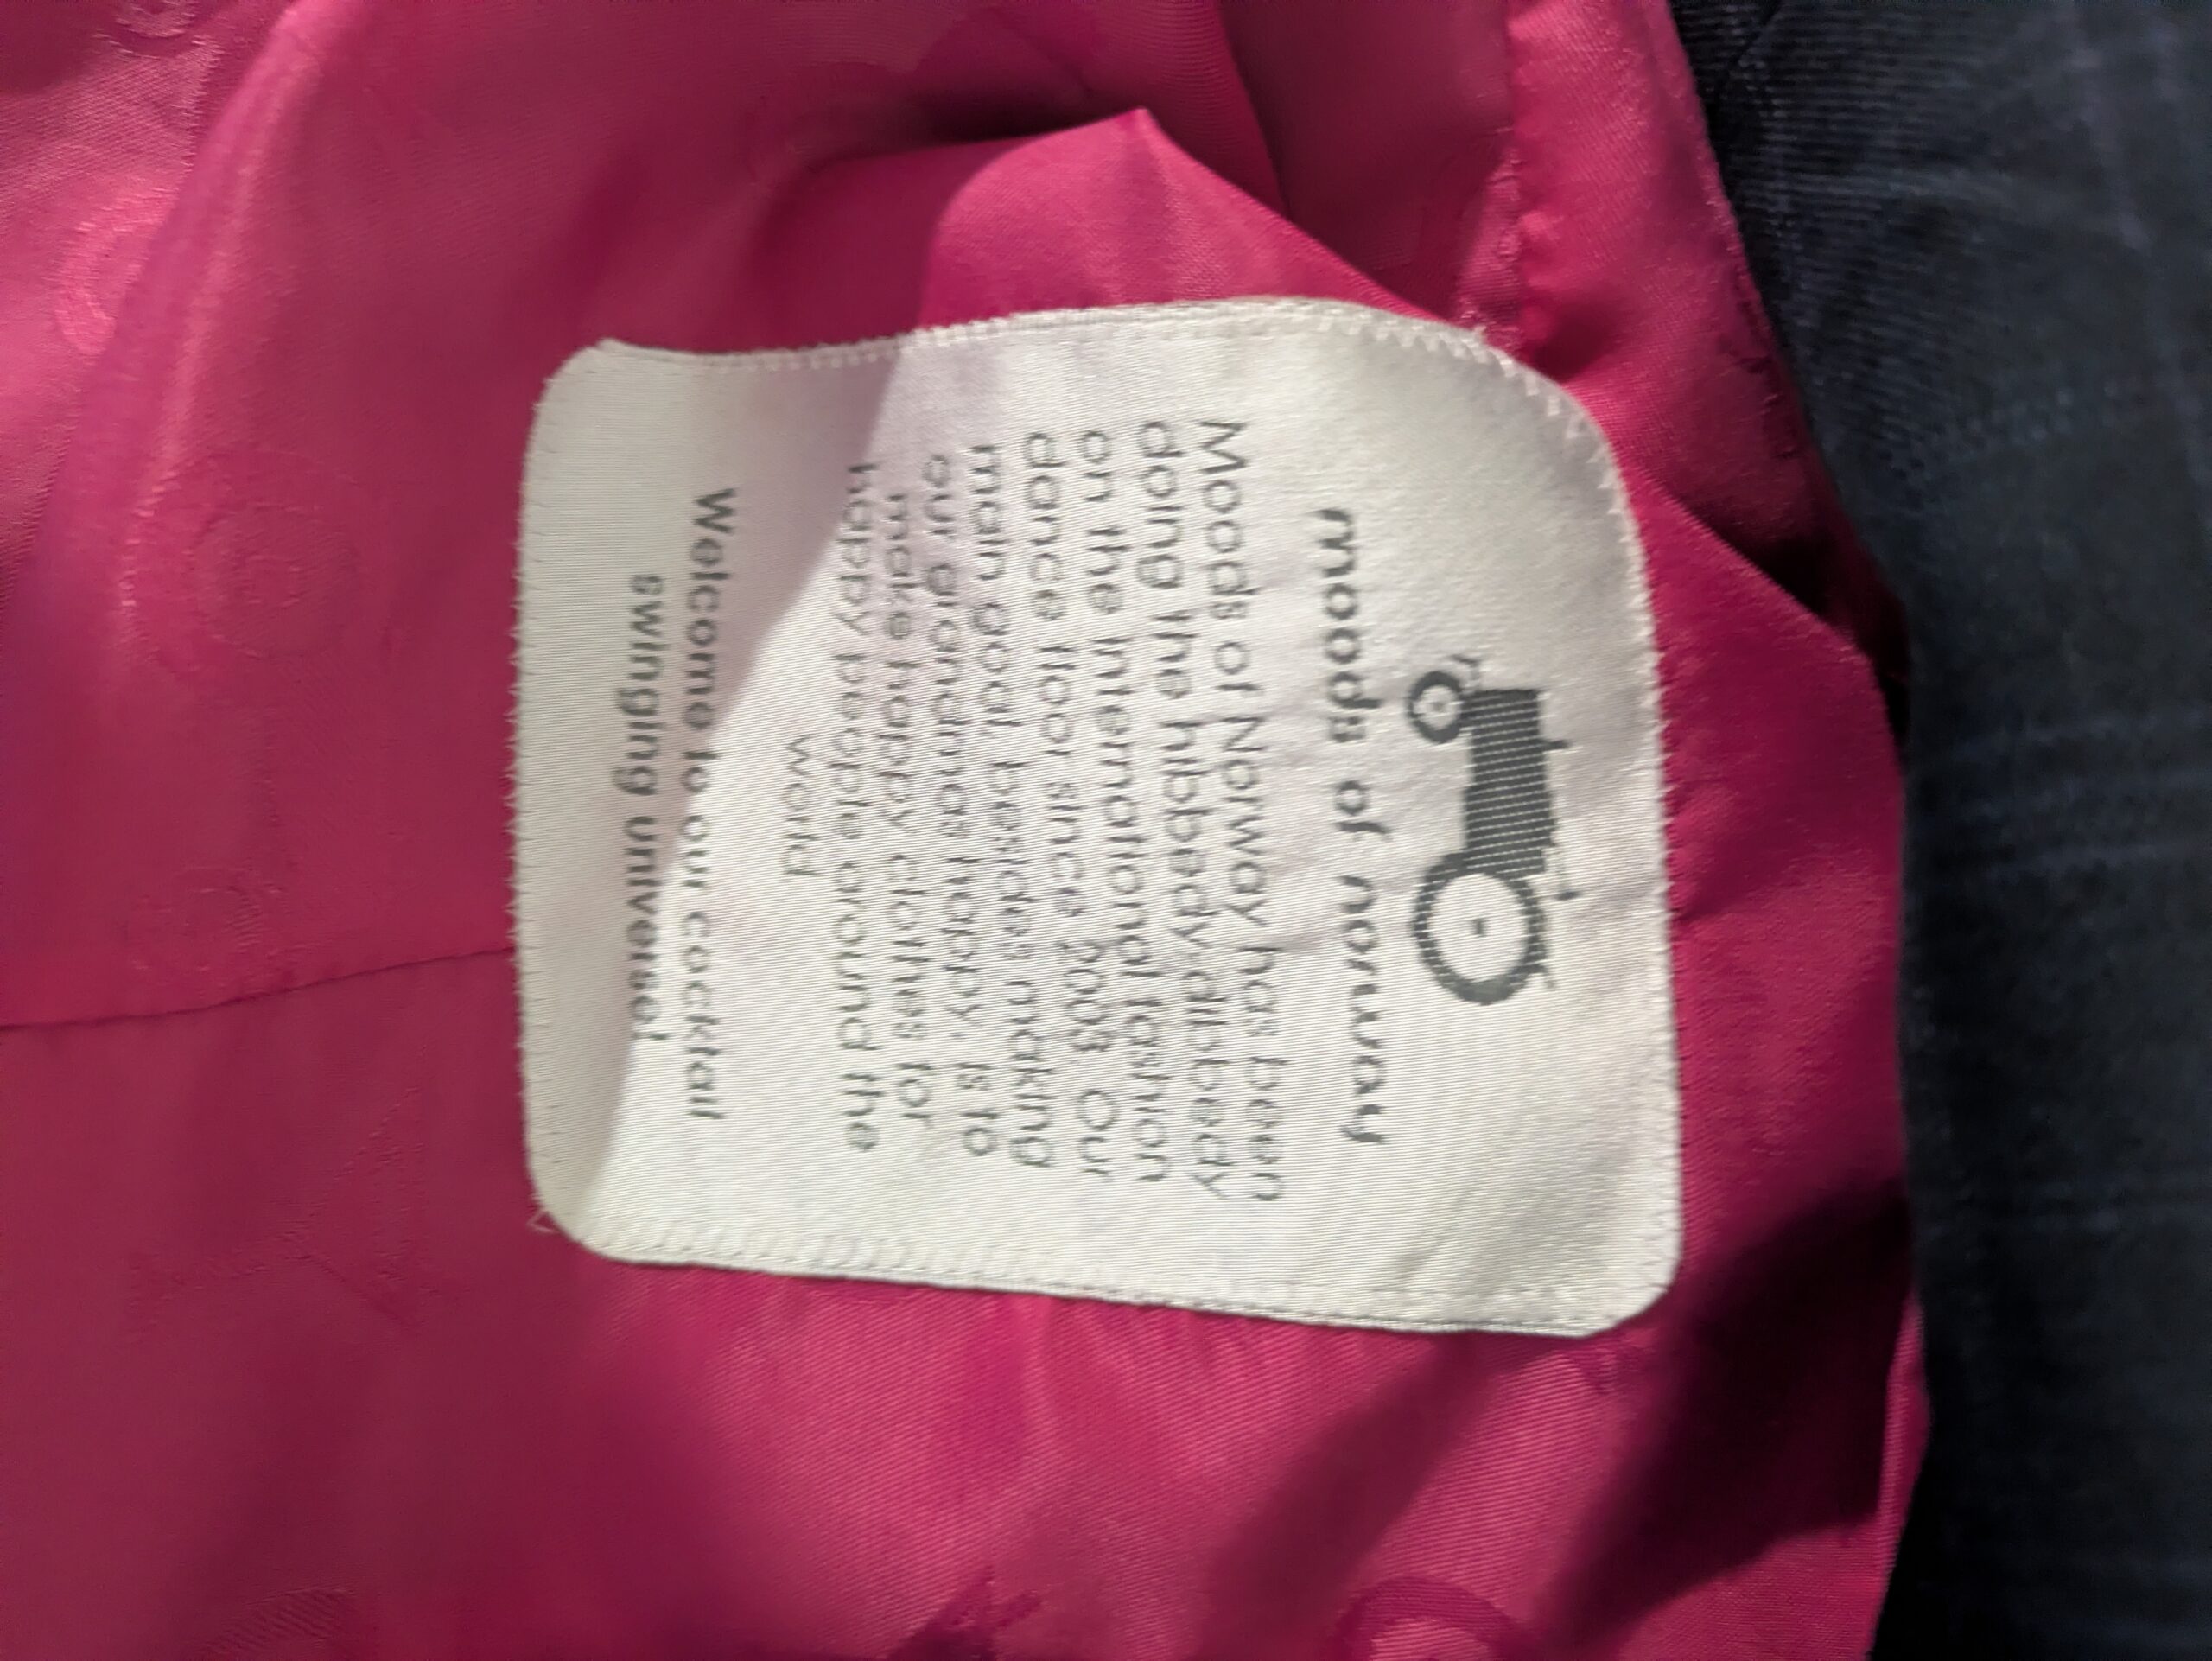 moods of norway
Moods of Norway has been
doing the hibbedy-dibbedy
on the international fashion
dance floor since 2003. Our
main goal, besides making
our grandmas happy, is to
make happy clothes for
happy people around the
world
Welcome to our cocktail
swinging universe!